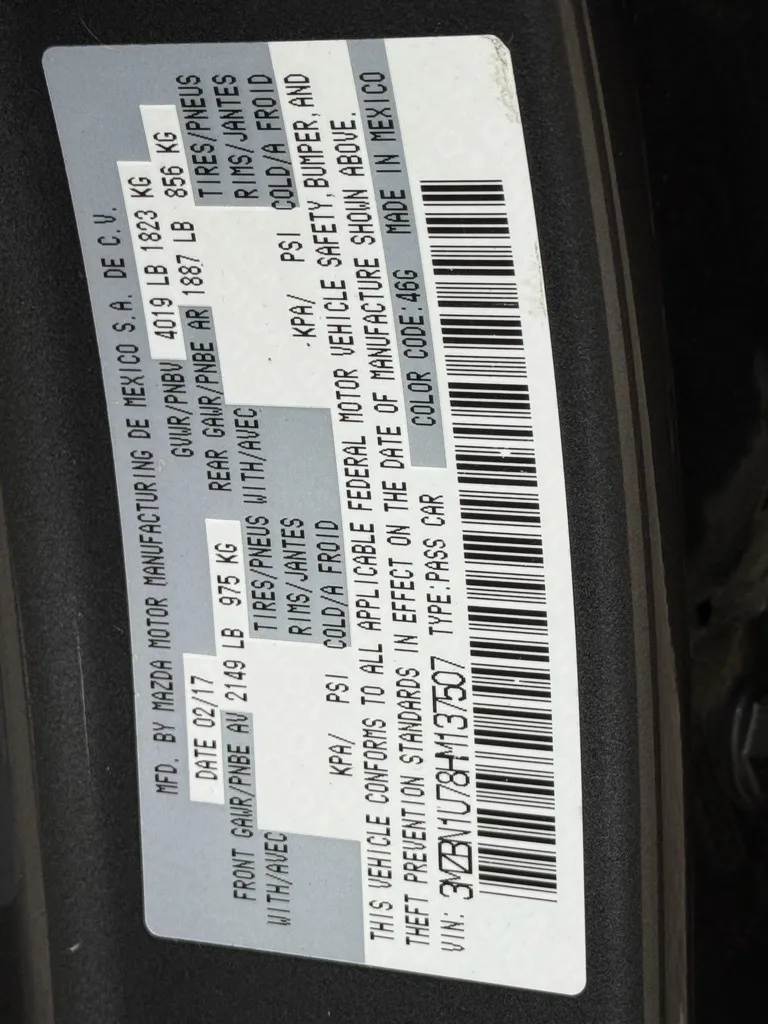 MFD. BY MAZDA MOTOR MANUFACTURING DE MEXICO S.A. DE C.V.
DATE 02/17 GVWR/PNBV 4019 LB 1823 KG
FRONT GAWR/PNBE AV 2149 LB 975 KG REAR GAWR/PNBE AR 1887 LB 856 KG
WITH/AVEC TIRES/PNEUS WITH/AVEC TIRES/PNEUS
RIMS/JANTES RIMS/JANTES
KPA/ PSI COLD/A FROID -KPA/ PSI COLD/A FROID
THIS VEHICLE CONFORMS TO ALL APPLICABLE FEDERAL MOTOR VEHICLE SAFETY, BUMPER, AND
THEFT PREVENTION STANDARDS IN EFFECT ON THE DATE OF MANUFACTURE SHOWN ABOVE.
VIN: 3MZBN1U78HM137507 TYPE:PASS CAR COLOR CODE:46G MADE IN MEXICO